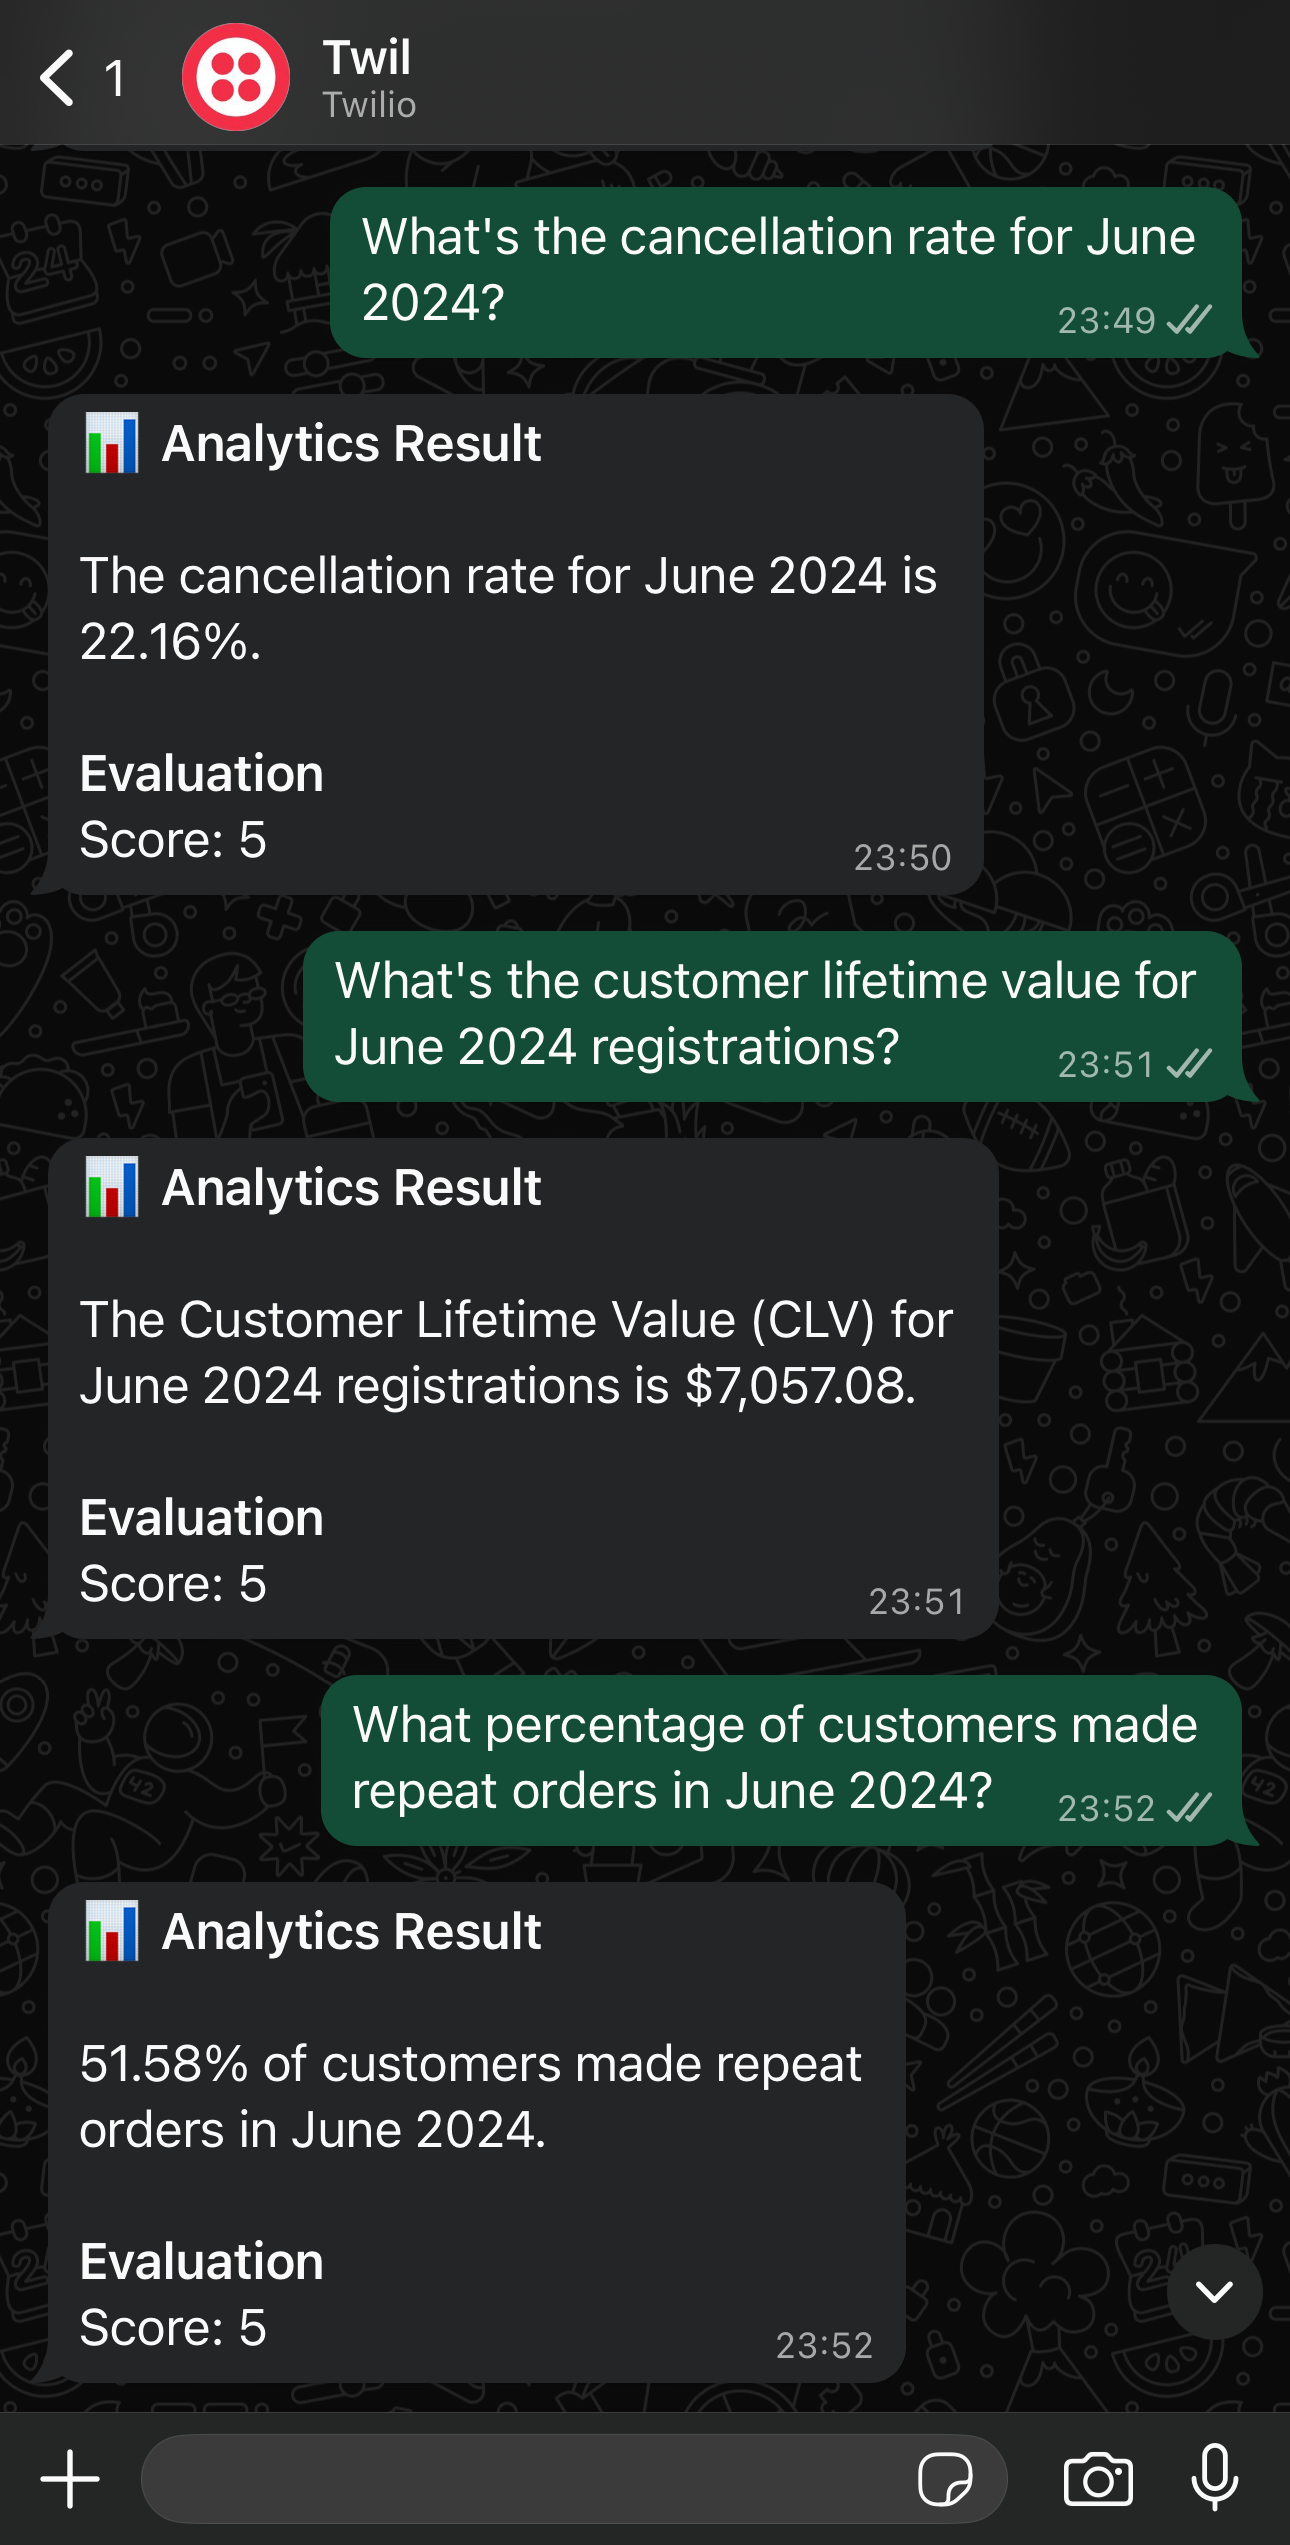 1
Twil
Twilio
What's the cancellation rate for June
2024?
23:49
Analytics Result
The cancellation rate for June 2024 is
22.16%.
Evaluation
Score: 5
23:50
What's the customer lifetime value for
June 2024 registrations?
23:51
Analytics Result
The Customer Lifetime Value (CLV) for
June 2024 registrations is $7,057.08.
Evaluation
Score: 5
23:51
What percentage of customers made
repeat orders in June 2024?
23:52
Analytics Result
51.58% of customers made repeat
orders in June 2024.
Evaluation
Score: 5
23:52